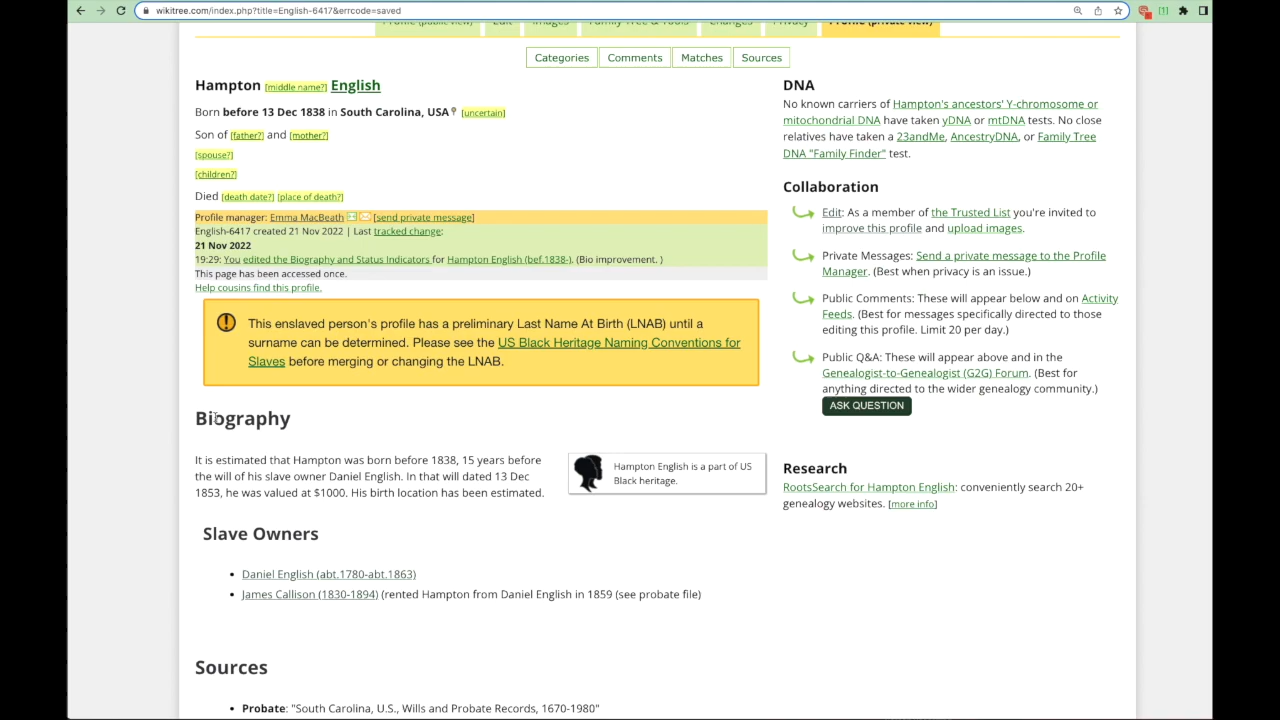 wikitree.com/index.php?title=English-6417&errcode=saved
Profile (public view) Edit Images Family Tree & Tools Changes Privacy Profile (private view)
Categories Comments Matches Sources
Hampton [middle name?] English
Born before 13 Dec 1838 in South Carolina, USA [uncertain]
Son of [father?] and [mother?]
[spouse?]
[children?]
Died [death date?] [place of death?]
Profile manager: Emma MacBeath [send private message]
English-6417 created 21 Nov 2022 | Last tracked change:
21 Nov 2022
19:29: You edited the Biography and Status Indicators for Hampton English (bef.1838-). (Bio improvement. )
This page has been accessed once.
Help cousins find this profile.
This enslaved person's profile has a preliminary Last Name At Birth (LNAB) until a
surname can be determined. Please see the US Black Heritage Naming Conventions for
Slaves before merging or changing the LNAB.
Biography
It is estimated that Hampton was born before 1838, 15 years before
the will of his slave owner Daniel English. In that will dated 13 Dec
1853, he was valued at $1000. His birth location has been estimated.
Hampton English is a part of US
Black heritage.
Slave Owners
• Daniel English (abt.1780-abt.1863)
• James Callison (1830-1894) (rented Hampton from Daniel English in 1859 (see probate file)
Sources
• Probate: "South Carolina, U.S., Wills and Probate Records, 1670-1980"
DNA
No known carriers of Hampton's ancestors' Y-chromosome or
mitochondrial DNA have taken yDNA or mtDNA tests. No close
relatives have taken a 23andMe, AncestryDNA, or Family Tree
DNA "Family Finder" test.
Collaboration
Edit: As a member of the Trusted List you're invited to
improve this profile and upload images.
Private Messages: Send a private message to the Profile
Manager. (Best when privacy is an issue.)
Public Comments: These will appear below and on Activity
Feeds. (Best for messages specifically directed to those
editing this profile. Limit 20 per day.)
Public Q&A: These will appear above and in the
Genealogist-to-Genealogist (G2G) Forum. (Best for
anything directed to the wider genealogy community.)
ASK QUESTION
Research
RootsSearch for Hampton English: conveniently search 20+
genealogy websites. [more info]